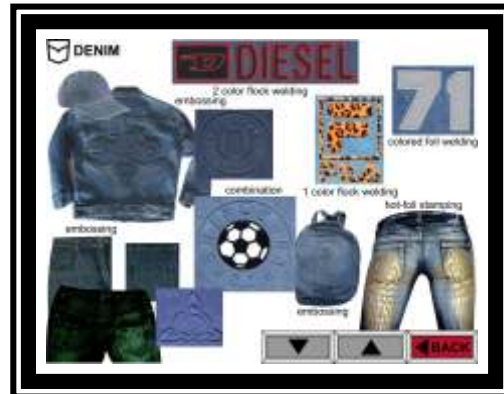 DENIM
DIESEL
2 color flock welding
embossing
71
colored foil welding
combination
1 color flock welding
hot-foil stamping
embossing
embossing
BACK